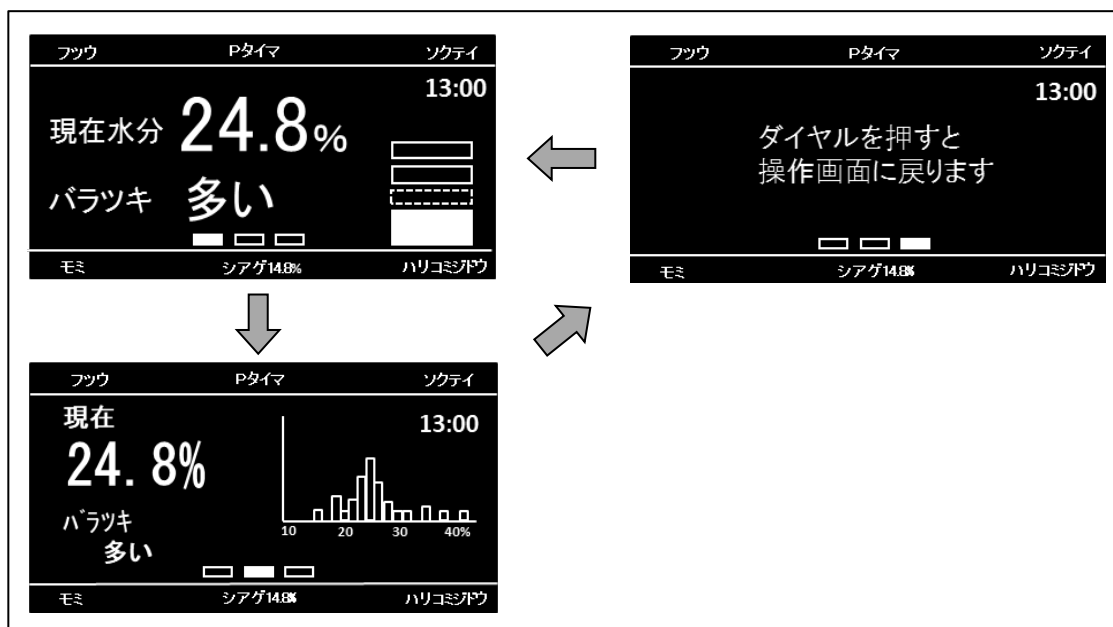 フツウ Pタイマ ソクテイ
13:00
現在水分 24.8%
バラツキ 多い
モミ シアゲ14.8% ハリコミジドウ
フツウ Pタイマ ソクテイ
13:00
ダイヤルを押すと
操作画面に戻ります
モミ シアゲ14.8% ハリコミジドウ
フツウ Pタイマ ソクテイ
現在
13:00
24.8%
バラツキ
多い
10 20 30 40%
モミ シアゲ14.8% ハリコミジドウ